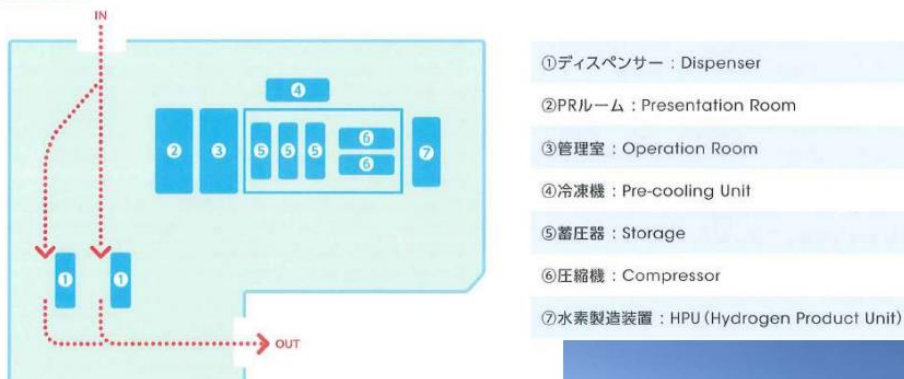 IN
④
②
③
⑤
⑤
⑤
⑥
⑥
⑦
①
①
OUT
①ディスペンサー : Dispenser
②PRルーム : Presentation Room
③管理室 : Operation Room
④冷凍機 : Pre-cooling Unit
⑤蓄圧器 : Storage
⑥圧縮機 : Compressor
⑦水素製造装置 : HPU (Hydrogen Product Unit)